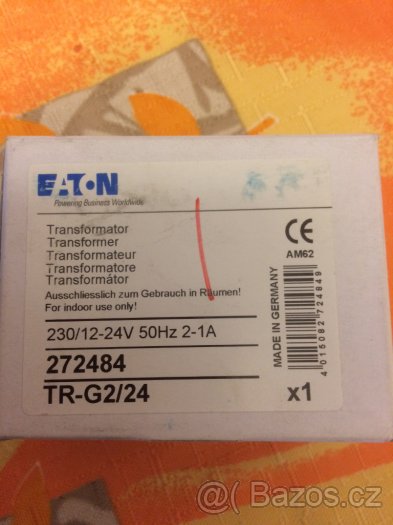 EATON
Powering Business Worldwide
Transformator
Transformer
Transformateur
Transformatore
Transformátor
Ausschliesslich zum Gebrauch in Räumen!
For indoor use only!
CE
AM62
230/12-24V 50Hz 2-1A
272484
TR-G2/24
MADE IN GERMANY
4015082724849
x1
Bazoš.cz